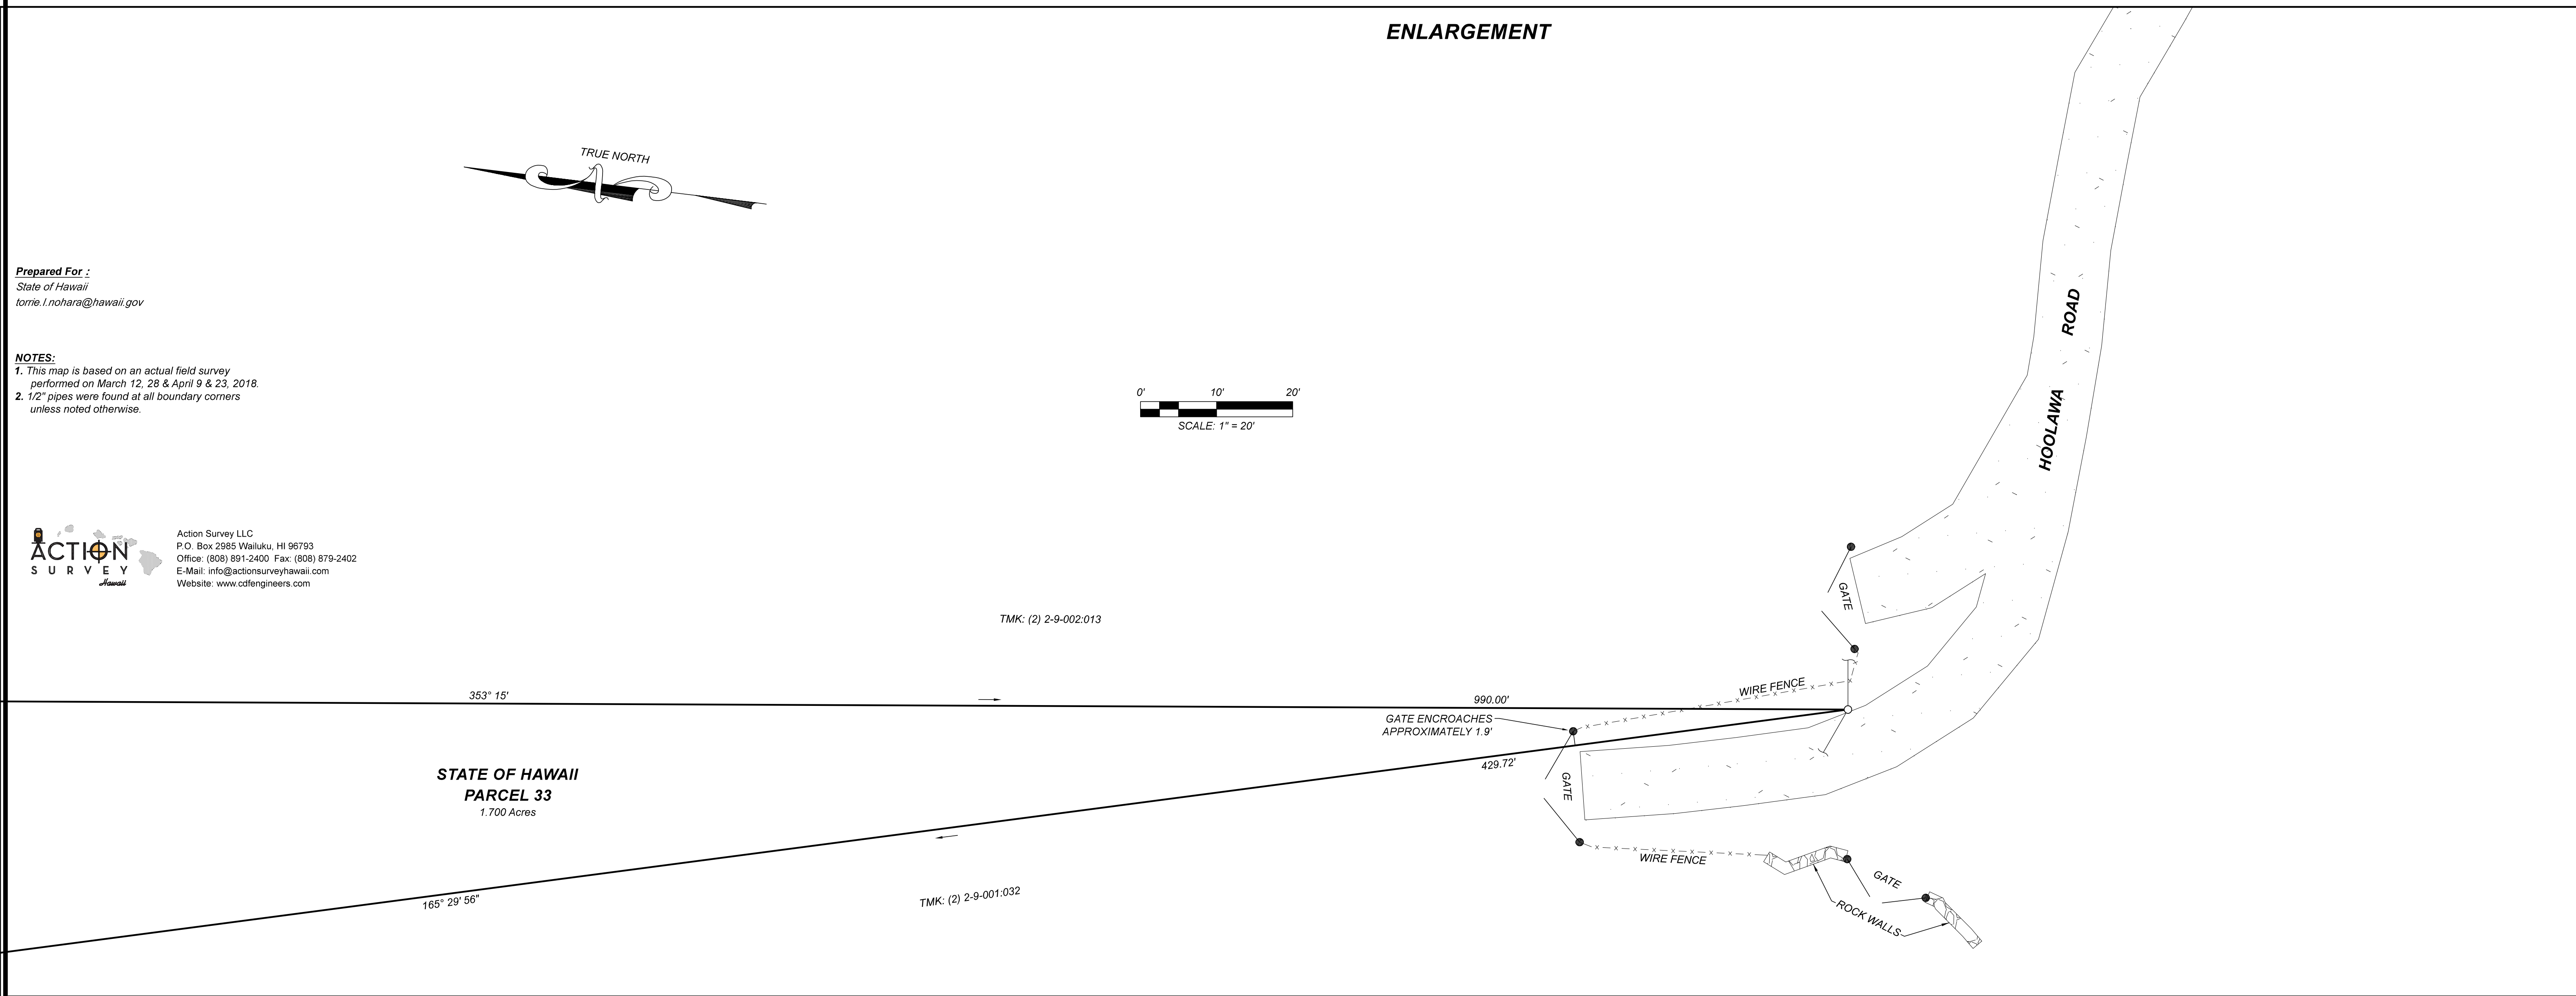 ENLARGEMENT
TRUE NORTH
Prepared For :
State of Hawaii
torrie.l.nohara@hawaii.gov
NOTES:
1. This map is based on an actual field survey
performed on March 12, 28 & April 9 & 23, 2018.
2. 1/2" pipes were found at all boundary corners
unless noted otherwise.
0' 10' 20'
SCALE: 1" = 20'
HOOLAWA ROAD
ACTION
SURVEY
Hawaii
Action Survey LLC
P.O. Box 2985 Wailuku, HI 96793
Office: (808) 891-2400 Fax: (808) 879-2402
E-Mail: info@actionsurveyhawaii.com
Website: www.cdfengineers.com
GATE
TMK: (2) 2-9-002:013
353° 15'
990.00'
WIRE FENCE
GATE ENCROACHES
APPROXIMATELY 1.9'
429.72'
STATE OF HAWAII
PARCEL 33
1.700 Acres
GATE
WIRE FENCE
GATE
ROCK WALLS
165° 29' 56"
TMK: (2) 2-9-001:032